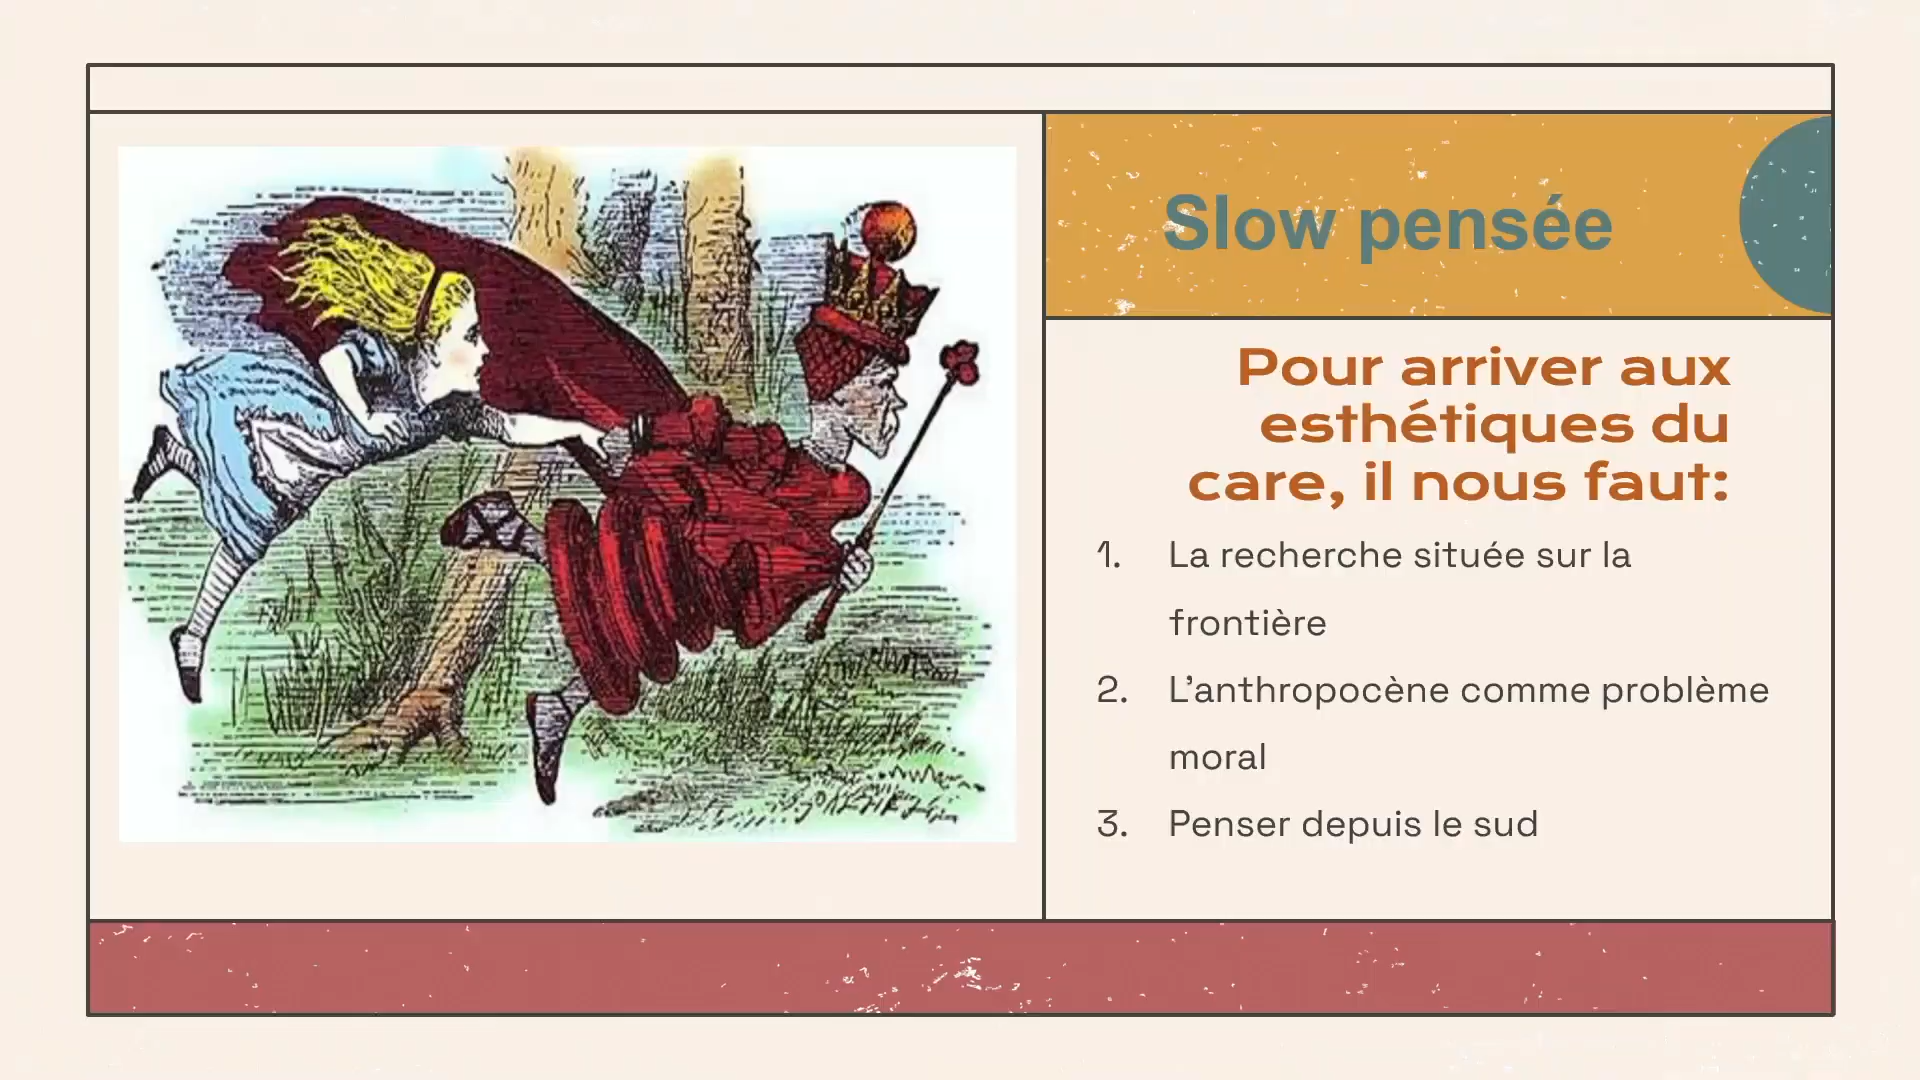 Slow pensée
Pour arriver aux
esthétiques du
care, il nous faut:
1. La recherche située sur la
frontière
2. L’anthropocène comme problème
moral
3. Penser depuis le sud